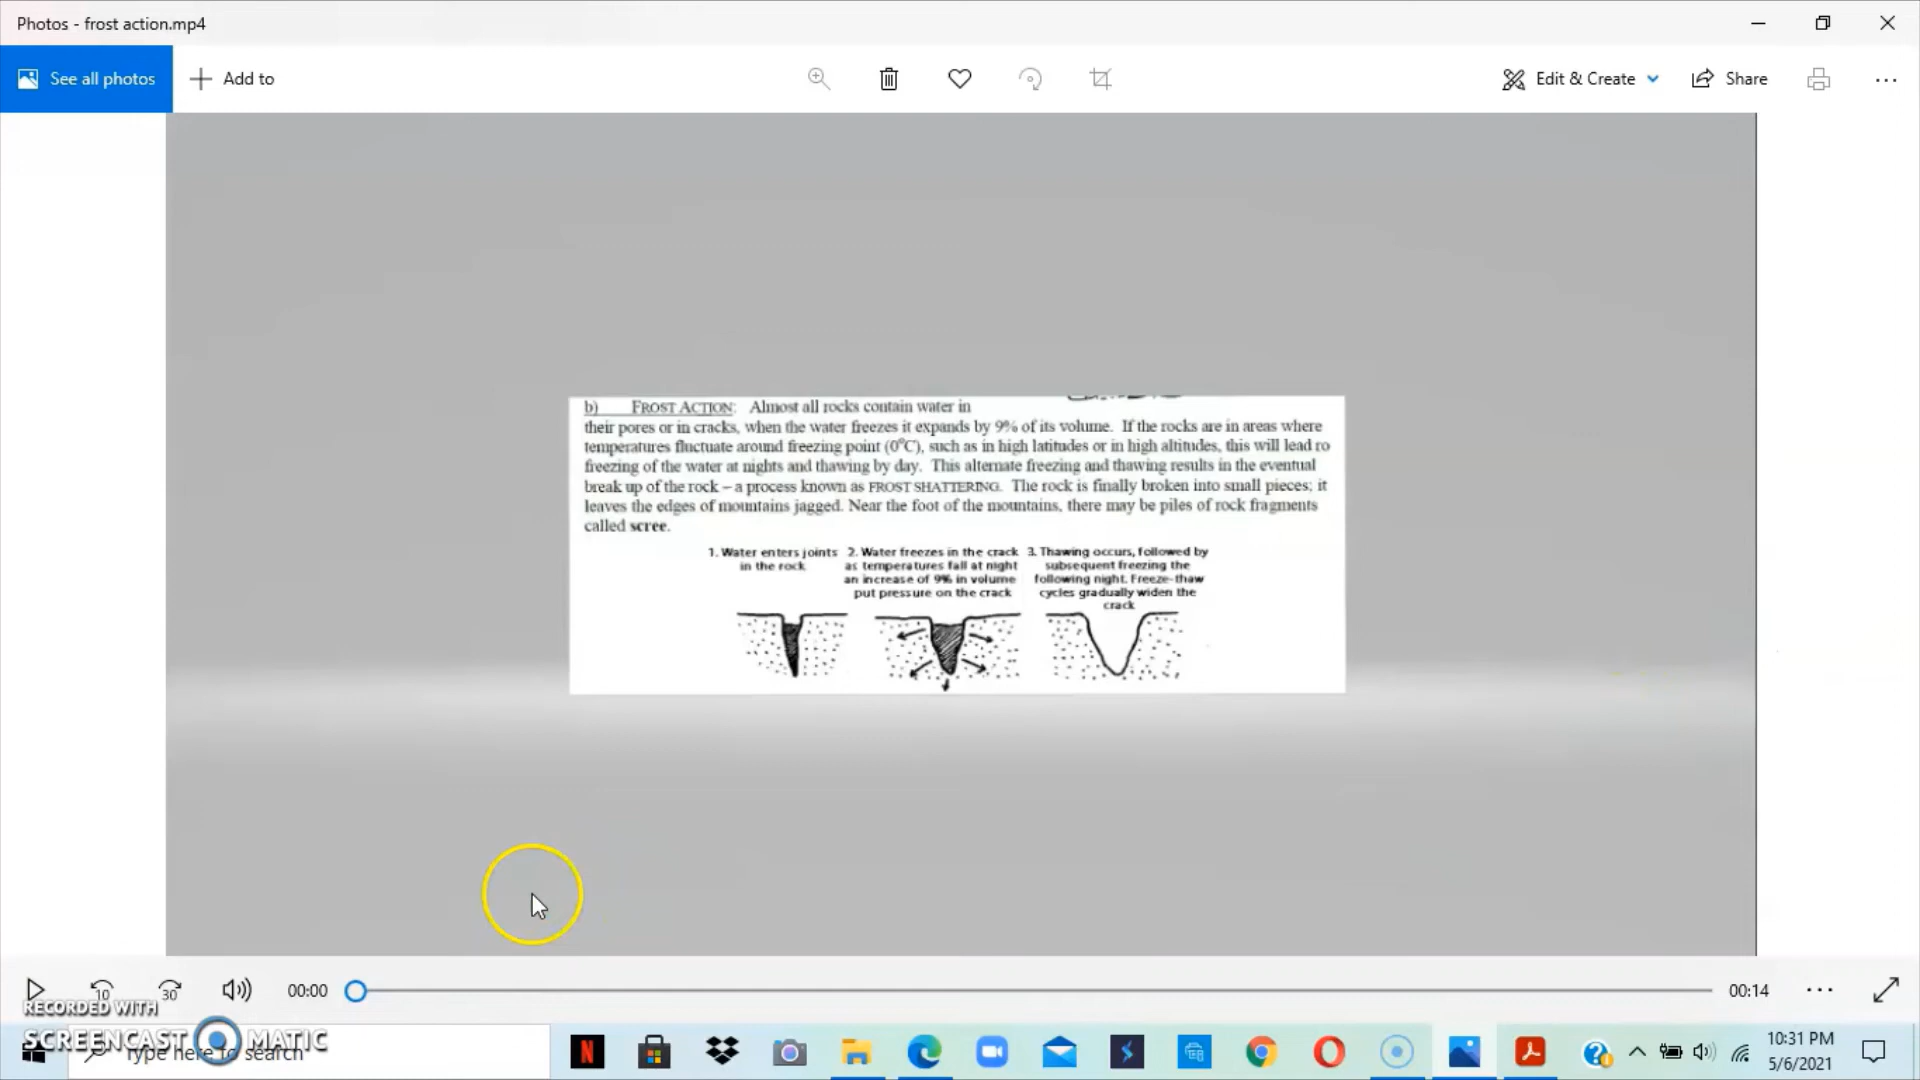 Photos - frost action.mp4
See all photos
Add to
Edit & Create
Share
b) FROST ACTION: Almost all rocks contain water in
their pores or in cracks, when the water freezes it expands by 9% of its volume. If the rocks are in areas where
temperatures fluctuate around freezing point (0°C), such as in high latitudes or in high altitudes, this will lead ro
freezing of the water at nights and thawing by day. This alternate freezing and thawing results in the eventual
break up of the rock – a process known as FROST SHATTERING. The rock is finally broken into small pieces; it
leaves the edges of mountains jagged. Near the foot of the mountains, there may be piles of rock fragments
called scree.
1. Water enters joints
in the rock
2. Water freezes in the crack
as temperatures fall at night
an increase of 9% in volume
put pressure on the crack
3. Thawing occurs, followed by
subsequent freezing the
following night. Freeze-thaw
cycles gradually widen the
crack
10
30
00:00
00:14
RECORDED WITH
SCREENCAST MATIC
Type here to search
10:31 PM
5/6/2021